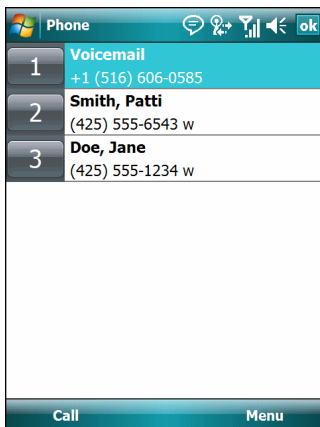 Phone
ok
1
Voicemail
+1 (516) 606-0585
2
Smith, Patti
(425) 555-6543 w
3
Doe, Jane
(425) 555-1234 w
Call
Menu